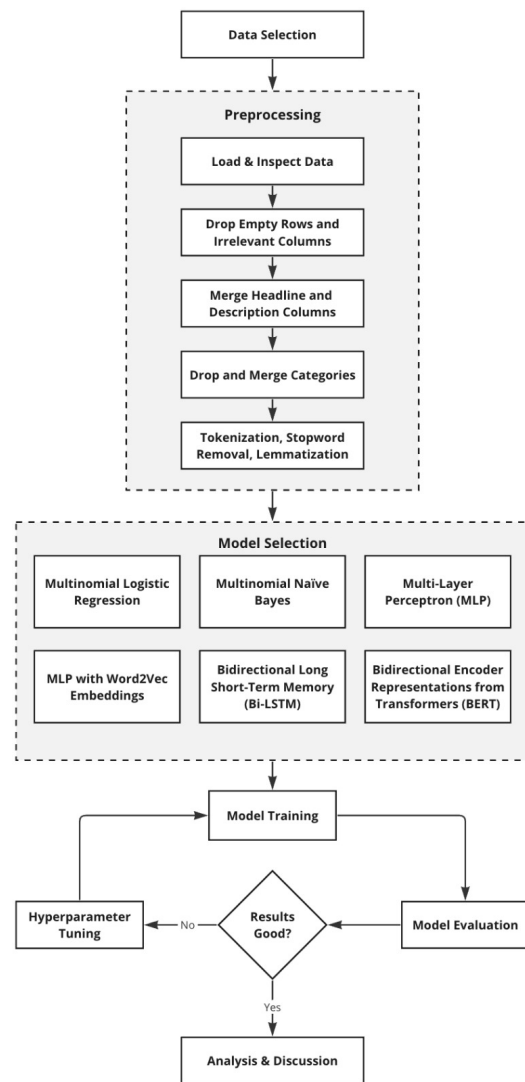 Data Selection
Preprocessing
Load & Inspect Data
Drop Empty Rows and
Irrelevant Columns
Merge Headline and
Description Columns
Drop and Merge Categories
Tokenization, Stopword
Removal, Lemmatization
Model Selection
Multinomial Logistic
Regression
Multinomial Naïve
Bayes
Multi-Layer
Perceptron (MLP)
MLP with Word2Vec
Embeddings
Bidirectional Long
Short-Term Memory
(Bi-LSTM)
Bidirectional Encoder
Representations from
Transformers (BERT)
Model Training
Hyperparameter
Tuning
No
Results
Good?
Model Evaluation
Yes
Analysis & Discussion